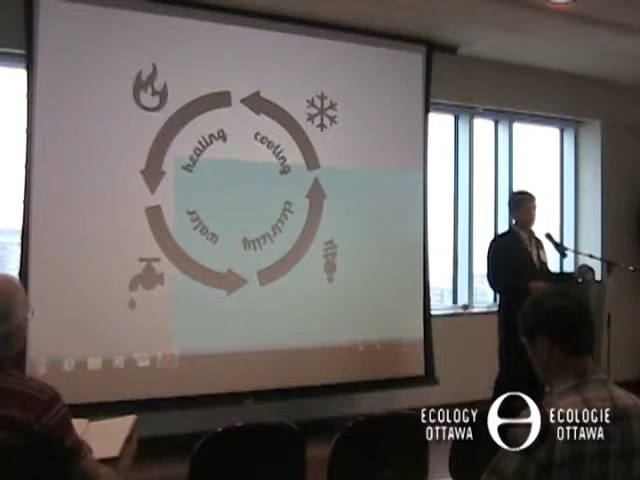 heating
cooling
water
electricity
ECOLOGY OTTAWA
ECOLOGIE OTTAWA